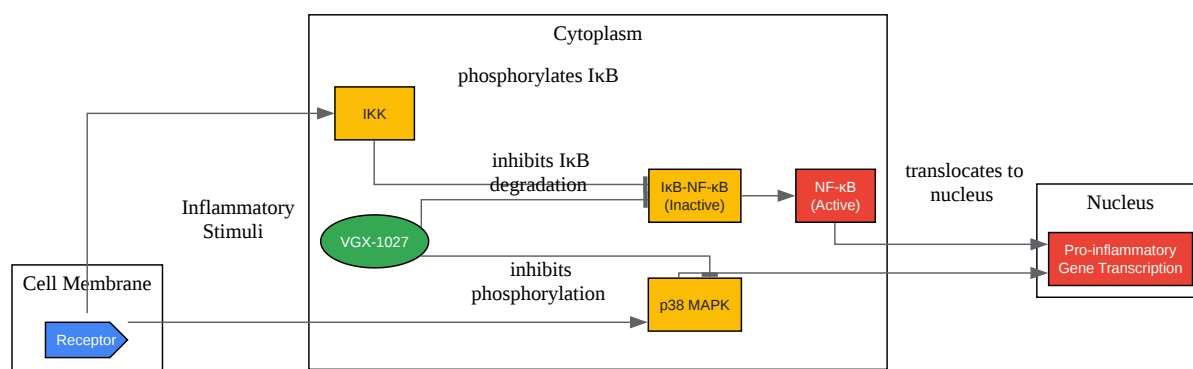 Cytoplasm
phosphorylates IκB
IKK
inhibits IκB
degradation
IκB-NF-κB
(Inactive)
NF-κB
(Active)
translocates to
nucleus
Inflammatory
Stimuli
VGX-1027
Nucleus
Pro-inflammatory
Gene Transcription
inhibits
phosphorylation
p38 MAPK
Cell Membrane
Receptor